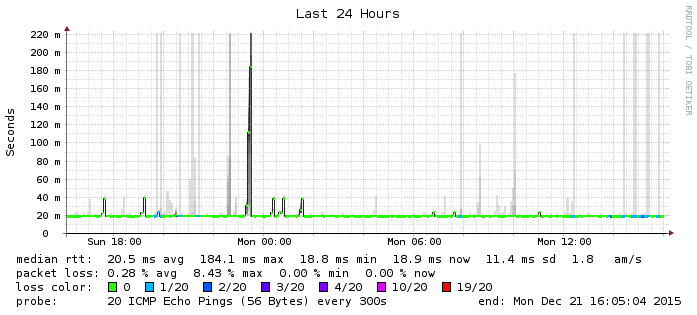 Last 24 Hours
RRDTOOL / TOBI OETIKER
Seconds
220 m
200 m
180 m
160 m
140 m
120 m
100 m
80 m
60 m
40 m
20 m
0
Sun 18:00 Mon 00:00 Mon 06:00 Mon 12:00
median rtt: 20.5 ms avg 184.1 ms max 18.8 ms min 18.9 ms now 11.4 ms sd 1.8 am/s
packet loss: 0.28 % avg 8.43 % max 0.00 % min 0.00 % now
loss color: 0 1/20 2/20 3/20 4/20 10/20 19/20
probe: 20 ICMP Echo Pings (56 Bytes) every 300s end: Mon Dec 21 16:05:04 2015